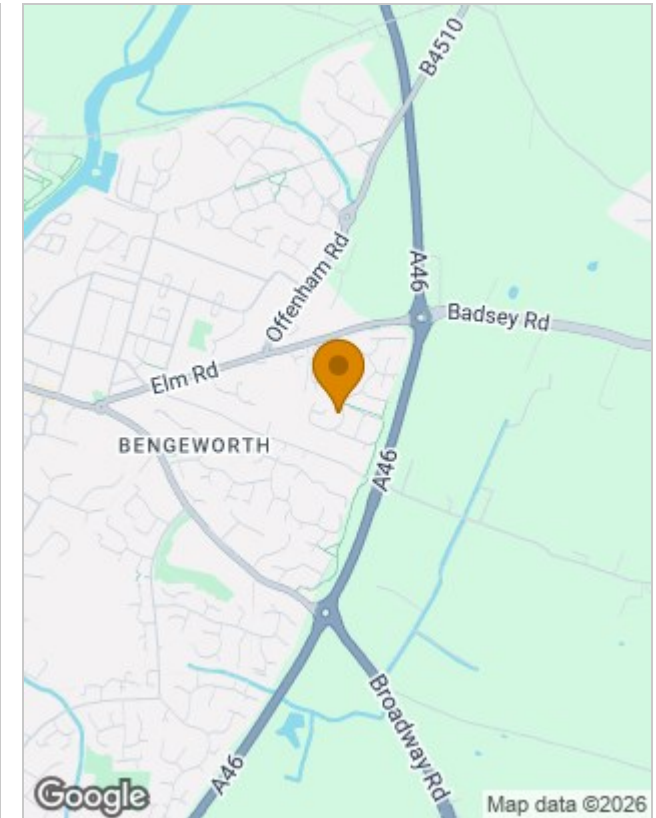 B4510
A46
Offenham Rd
Badsey Rd
Elm Rd
BENGEWORTH
A46
Broadway Rd
A46
Google
Map data ©2026